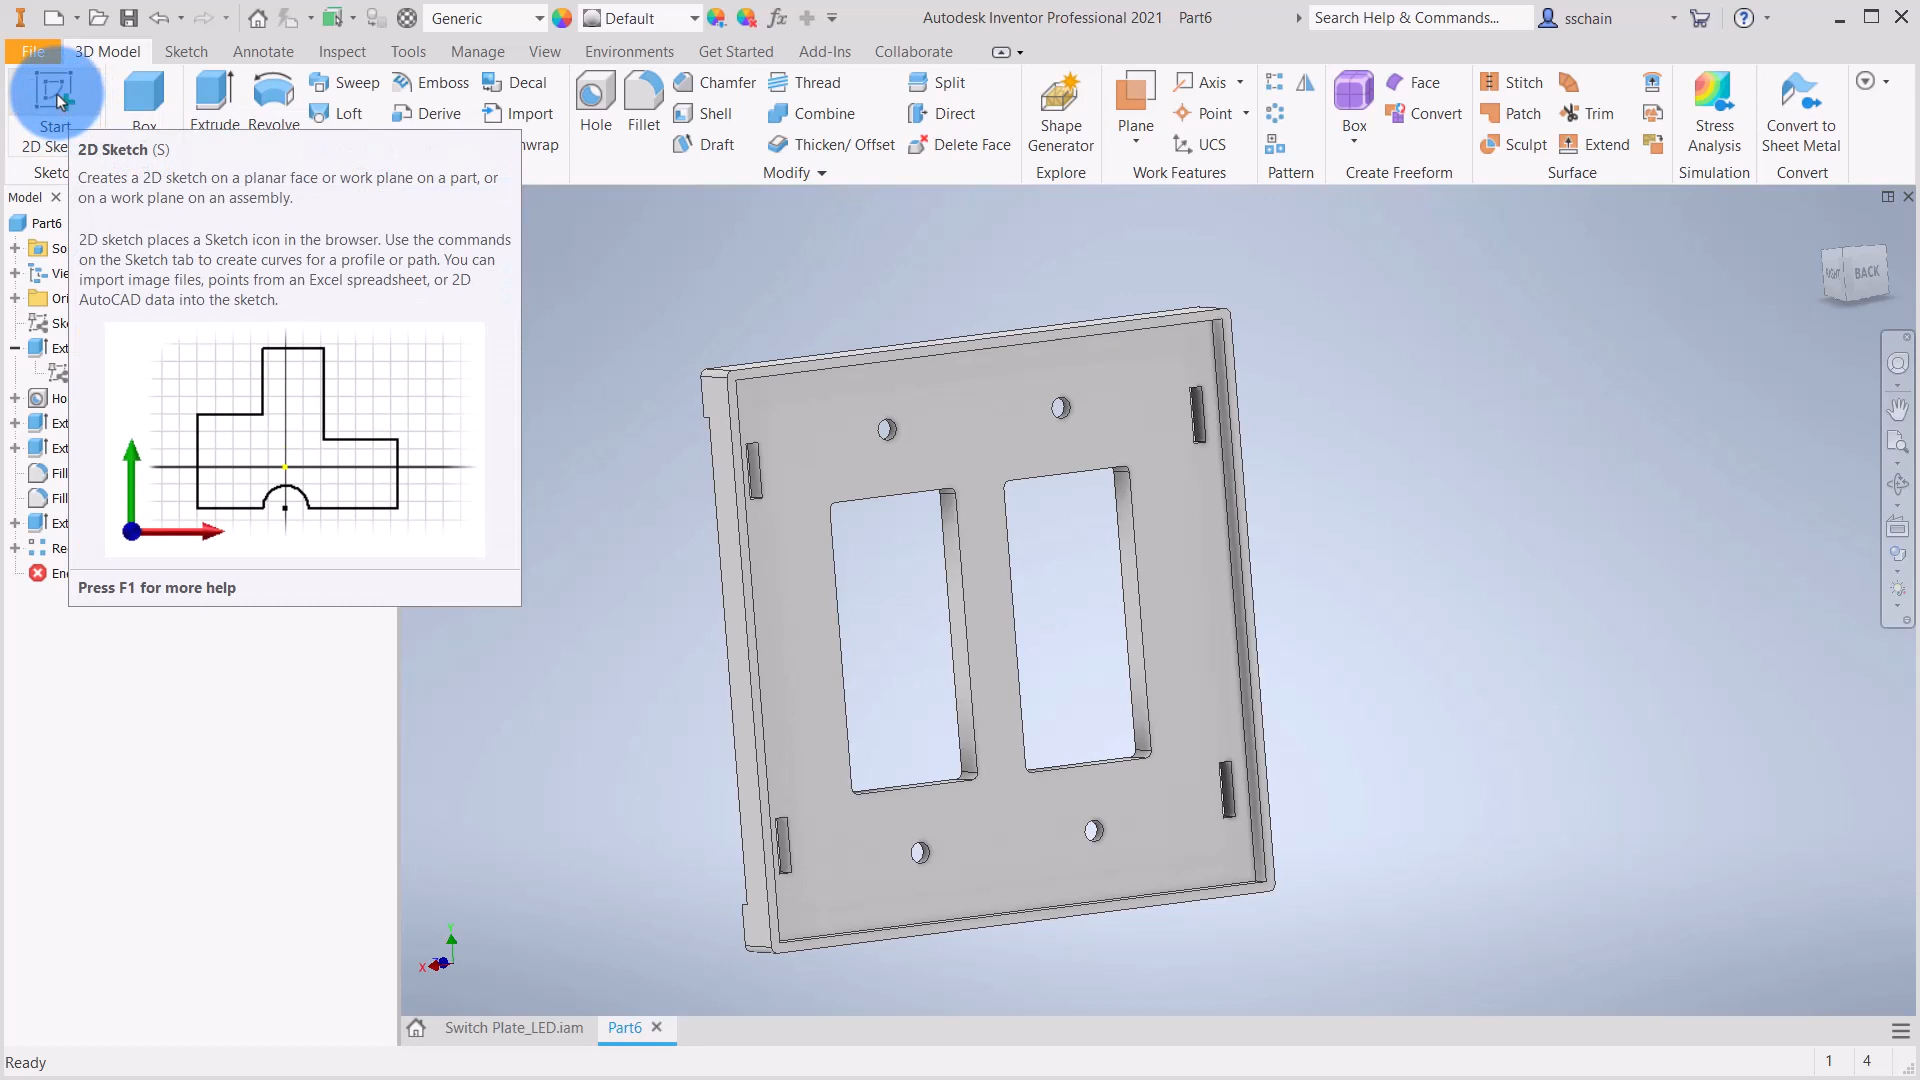 Generic
Default
Autodesk Inventor Professional 2021 Part6
Search Help & Commands...
sschain
File
3D Model
Sketch
Annotate
Inspect
Tools
Manage
View
Environments
Get Started
Add-Ins
Collaborate
Start
2D Ske
Sketc
Box
Extrude
Revolve
Sweep
Loft
Emboss
Derive
Decal
Import
nwrap
Hole
Fillet
Chamfer
Shell
Draft
Thread
Combine
Thicken/ Offset
Split
Direct
Delete Face
Modify
Shape
Generator
Explore
Plane
Axis
Point
UCS
Work Features
Pattern
Box
Face
Convert
Create Freeform
Stitch
Patch
Sculpt
Trim
Extend
Surface
Stress
Analysis
Simulation
Convert to
Sheet Metal
Convert
Model
Part6
So
Vie
Ori
Ske
Ext
Ho
Ext
Ext
Fill
Fill
Ext
Re
En
2D Sketch (S)
Creates a 2D sketch on a planar face or work plane on a part, or
on a work plane on an assembly.
2D sketch places a Sketch icon in the browser. Use the commands
on the Sketch tab to create curves for a profile or path. You can
import image files, points from an Excel spreadsheet, or 2D
AutoCAD data into the sketch.
Press F1 for more help
RIGHT
BACK
Y
X
Z
Switch Plate_LED.iam
Part6
Ready
1
4